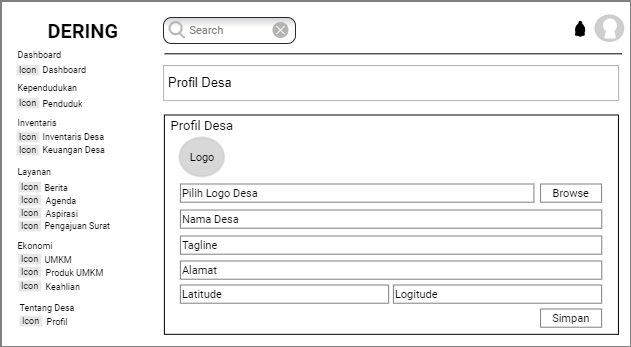 DERING
Search
Dashboard
Icon Dashboard
Kependudukan
Icon Penduduk
Inventaris
Icon Inventaris Desa
Icon Keuangan Desa
Layanan
Icon Berita
Icon Agenda
Icon Aspirasi
Icon Pengajuan Surat
Ekonomi
Icon UMKM
Icon Produk UMKM
Icon Keahlian
Tentang Desa
Icon Profil
Profil Desa
Profil Desa
Logo
Pilih Logo Desa Browse
Nama Desa
Tagline
Alamat
Latitude Logitude
Simpan